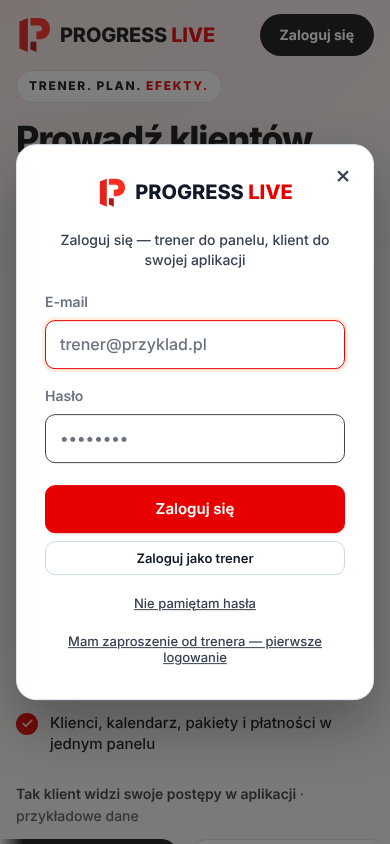 PROGRESS LIVE
Zaloguj się
TRENER. PLAN. EFEKTY.
Prowadź klientów
×
PROGRESS LIVE
Zaloguj się — trener do panelu, klient do
swojej aplikacji
E-mail
trener@przyklad.pl
Hasło
••••••••
Zaloguj się
Zaloguj jako trener
Nie pamiętam hasła
Mam zaproszenie od trenera — pierwsze
logowanie
Klienci, kalendarz, pakiety i płatności w
jednym panelu
Tak klient widzi swoje postępy w aplikacji ·
przykładowe dane